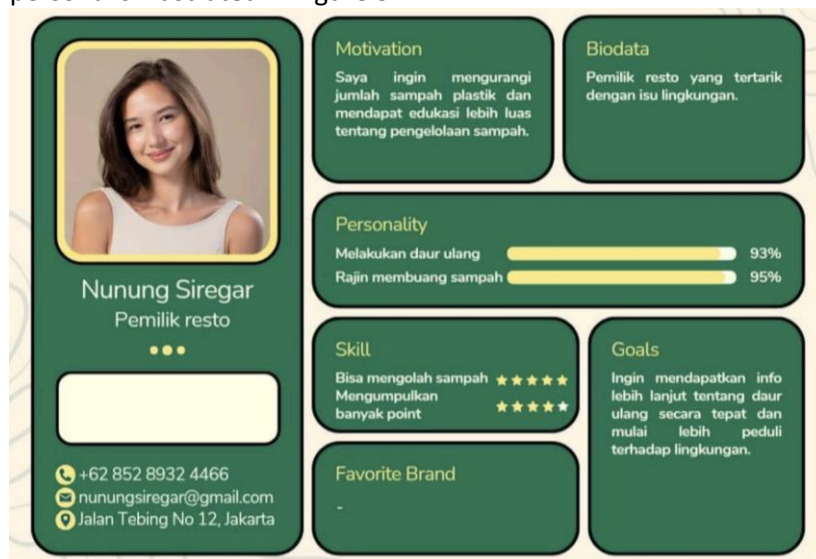 Nunung Siregar
Pemilik resto
+62 852 8932 4466
nunungsiregar@gmail.com
Jalan Tebing No 12, Jakarta
Motivation
Saya ingin mengurangi
jumlah sampah plastik dan
mendapat edukasi lebih luas
tentang pengelolaan sampah.
Biodata
Pemilik resto yang tertarik
dengan isu lingkungan.
Personality
Melakukan daur ulang 93%
Rajin membuang sampah 95%
Skill
Bisa mengolah sampah
Mengumpulkan
banyak point
Goals
Ingin mendapatkan info
lebih lanjut tentang daur
ulang secara tepat dan
mulai lebih peduli
terhadap lingkungan.
Favorite Brand
-